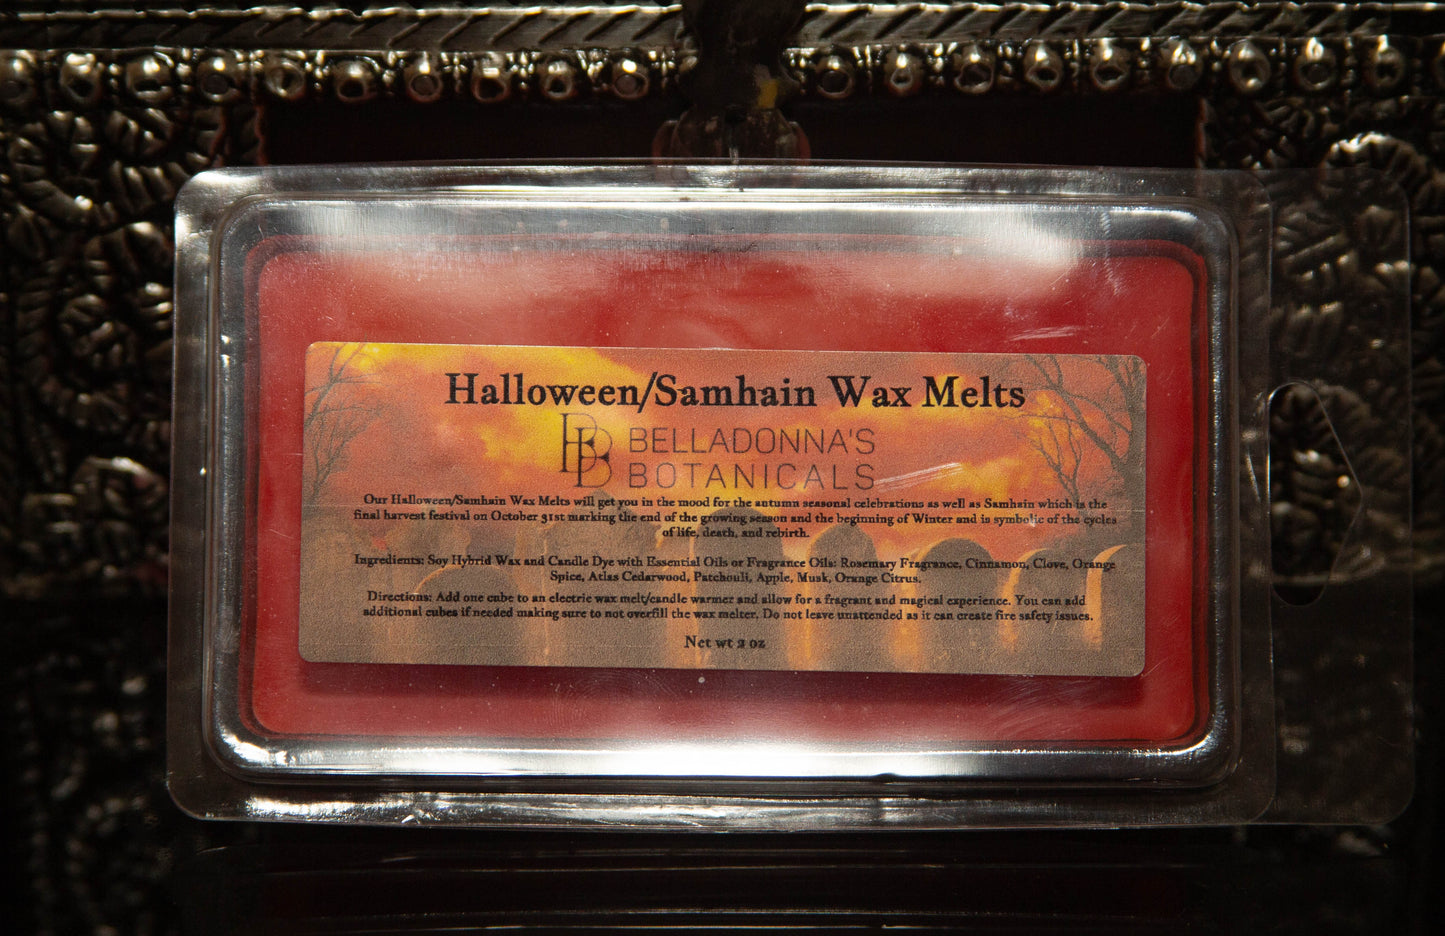 Halloween/Samhain Wax Melts
BB
BELLADONNA'S
BOTANICALS
Our Halloween/Samhain Wax Melts will get you in the mood for the autumn seasonal celebrations as well as Samhain which is the
final harvest festival on October 31st marking the end of the growing season and the beginning of Winter and is symbolic of the cycles
of life, death, and rebirth.
Ingredients: Soy Hybrid Wax and Candle Dye with Essential Oils or Fragrance Oils: Rosemary Fragrance, Cinnamon, Clove, Orange
Spice, Atlas Cedarwood, Patchouli, Apple, Musk, Orange Citrus.
Directions: Add one cube to an electric wax melt/candle warmer and allow for a fragrant and magical experience. You can add
additional cubes if needed making sure to not overfill the wax melter. Do not leave unattended as it can create fire safety issues.
Net wt 2 oz